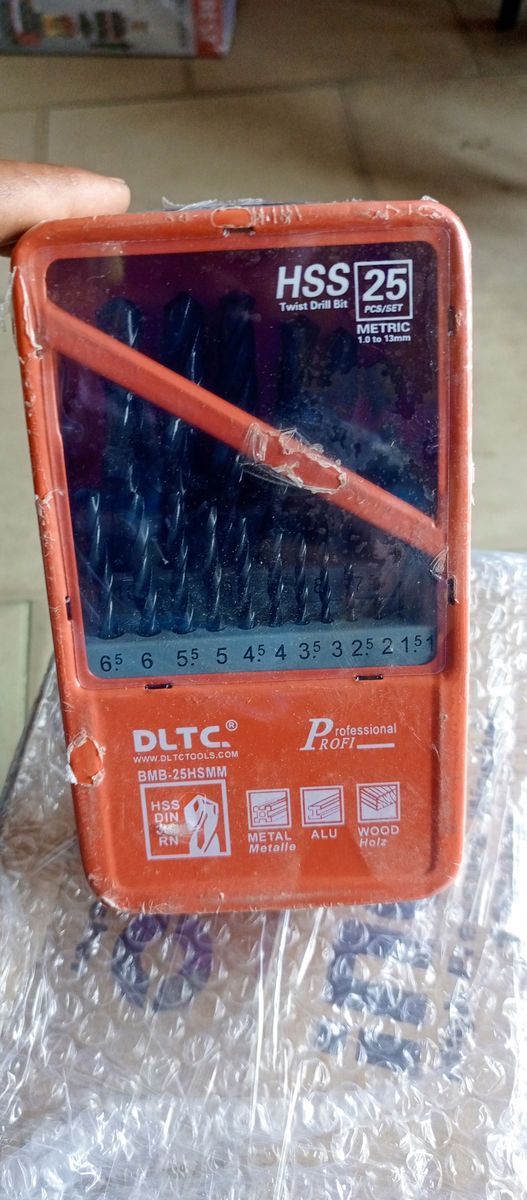 HSS 25
Twist Drill Bit PCS/SET
METRIC
1.0 to 13mm
6.5 6 5.5 5 4.5 4 3.5 3 2.5 2 1.5 1
DLTC®
WWW.DLTCTOOLS.COM
BMB-25HSMM
Professional
PROFI
HSS
DIN
RN
METAL
Metalle
ALU
WOOD
Holz